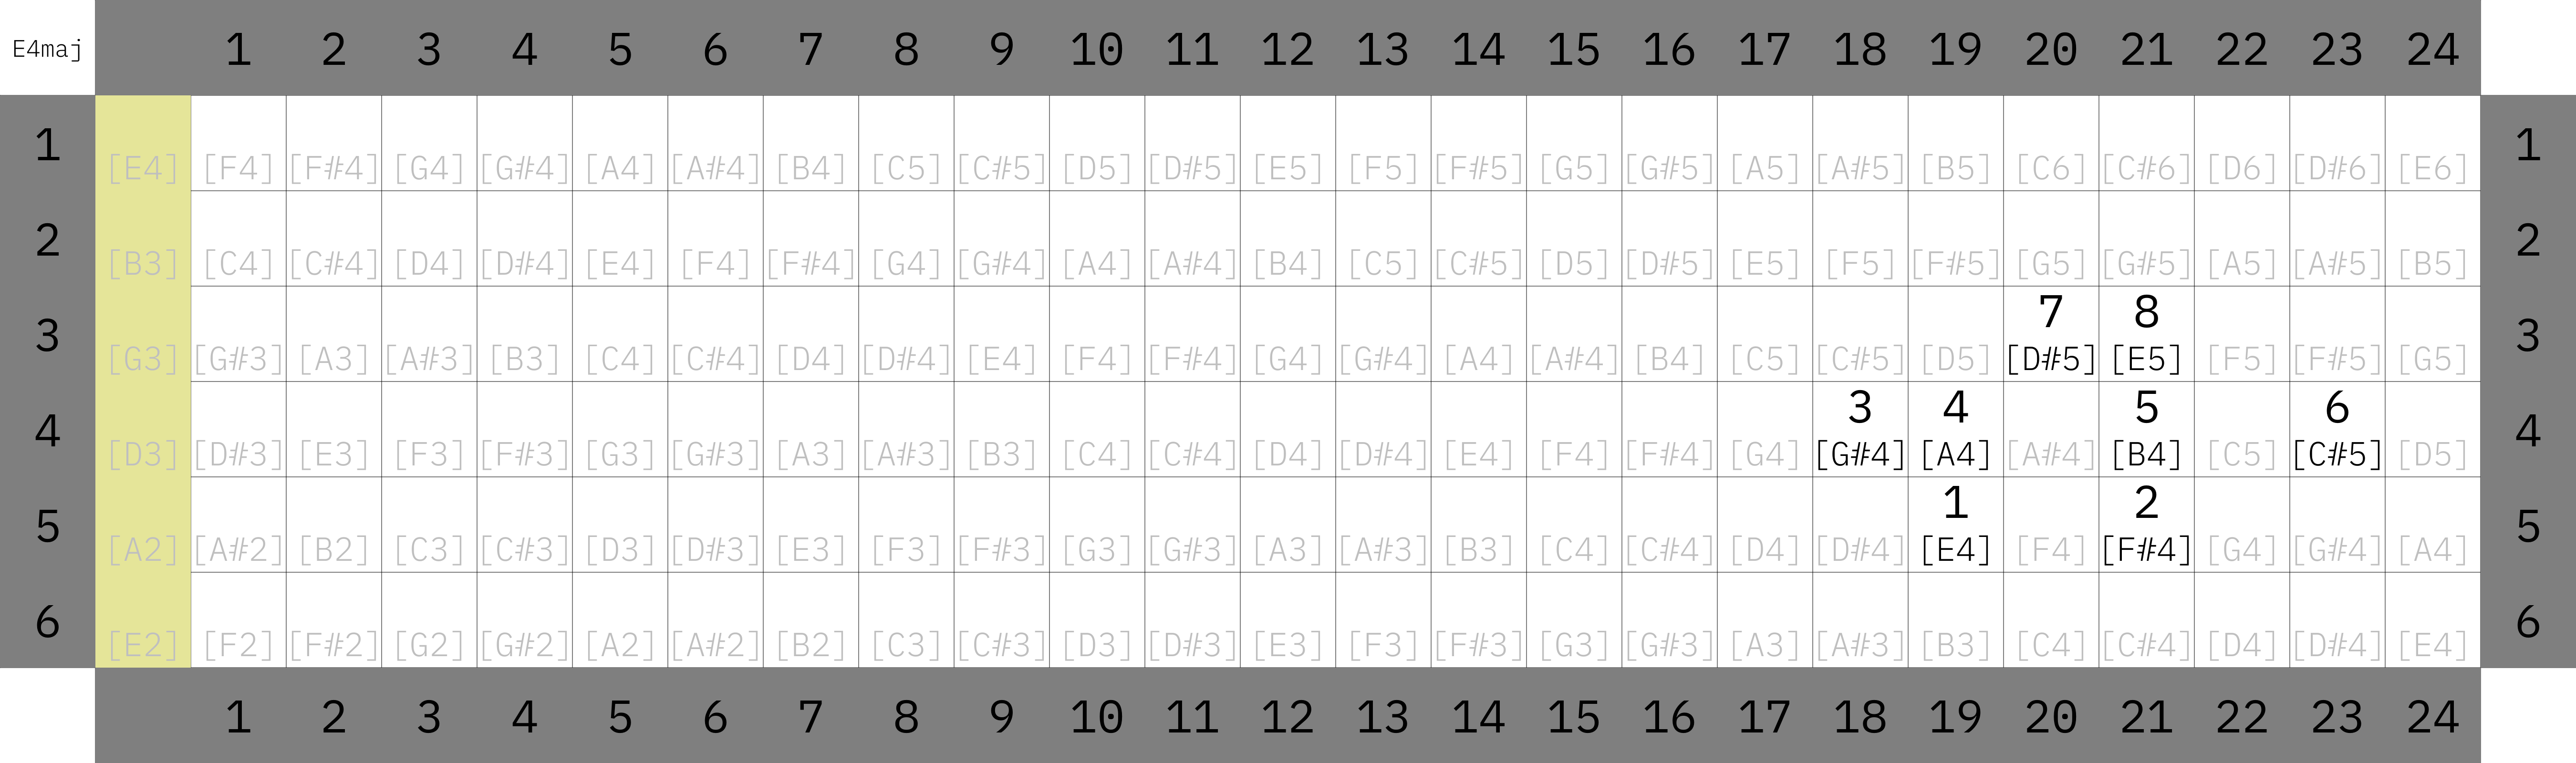 E4maj 1 2 3 4 5 6 7 8 9 10 11 12 13 14 15 16 17 18 19 20 21 22 23 24
1 [E4] [F4] [F#4] [G4] [G#4] [A4] [A#4] [B4] [C5] [C#5] [D5] [D#5] [E5] [F5] [F#5] [G5] [G#5] [A5] [A#5] [B5] [C6] [C#6] [D6] [D#6] [E6] 1
2 [B3] [C4] [C#4] [D4] [D#4] [E4] [F4] [F#4] [G4] [G#4] [A4] [A#4] [B4] [C5] [C#5] [D5] [D#5] [E5] [F5] [F#5] [G5] [G#5] [A5] [A#5] [B5] 2
7 8
3 [G3] [G#3] [A3] [A#3] [B3] [C4] [C#4] [D4] [D#4] [E4] [F4] [F#4] [G4] [G#4] [A4] [A#4] [B4] [C5] [C#5] [D5] [D#5] [E5] [F5] [F#5] [G5] 3
3 4 5 6
4 [D3] [D#3] [E3] [F3] [F#3] [G3] [G#3] [A3] [A#3] [B3] [C4] [C#4] [D4] [D#4] [E4] [F4] [F#4] [G4] [G#4] [A4] [A#4] [B4] [C5] [C#5] [D5] 4
1 2
5 [A2] [A#2] [B2] [C3] [C#3] [D3] [D#3] [E3] [F3] [F#3] [G3] [G#3] [A3] [A#3] [B3] [C4] [C#4] [D4] [D#4] [E4] [F4] [F#4] [G4] [G#4] [A4] 5
6 [E2] [F2] [F#2] [G2] [G#2] [A2] [A#2] [B2] [C3] [C#3] [D3] [D#3] [E3] [F3] [F#3] [G3] [G#3] [A3] [A#3] [B3] [C4] [C#4] [D4] [D#4] [E4] 6
1 2 3 4 5 6 7 8 9 10 11 12 13 14 15 16 17 18 19 20 21 22 23 24